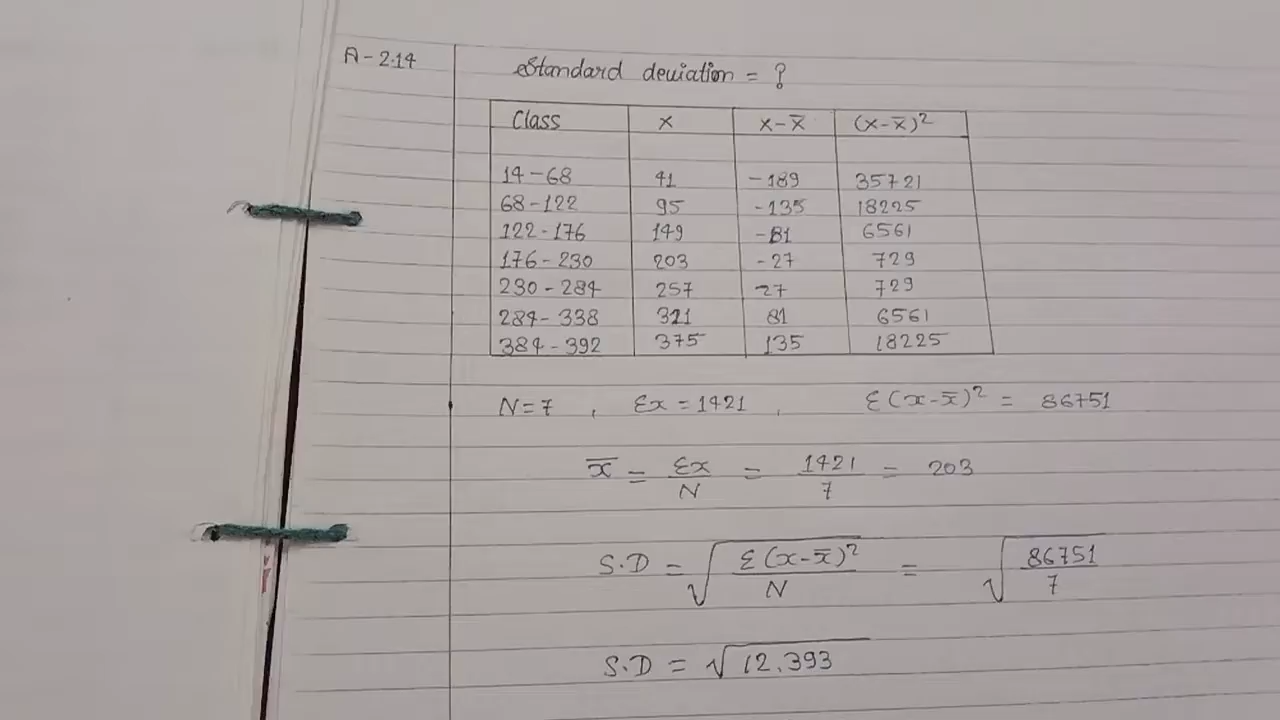 A-2.14
Standard deviation = ?
Class x x-x̄ (x-x̄)²
14-68 41 -189 35721
68-122 95 -135 18225
122-176 149 -81 6561
176-230 203 -27 729
230-284 257 27 729
284-338 321 81 6561
384-392 375 135 18225
N=7 , Σx = 1421 , Σ(x-x̄)² = 86751
x̄ = Σx/N = 1421/7 = 203
S.D = √(Σ(x-x̄)²/N) = √(86751/7)
S.D = √12.393